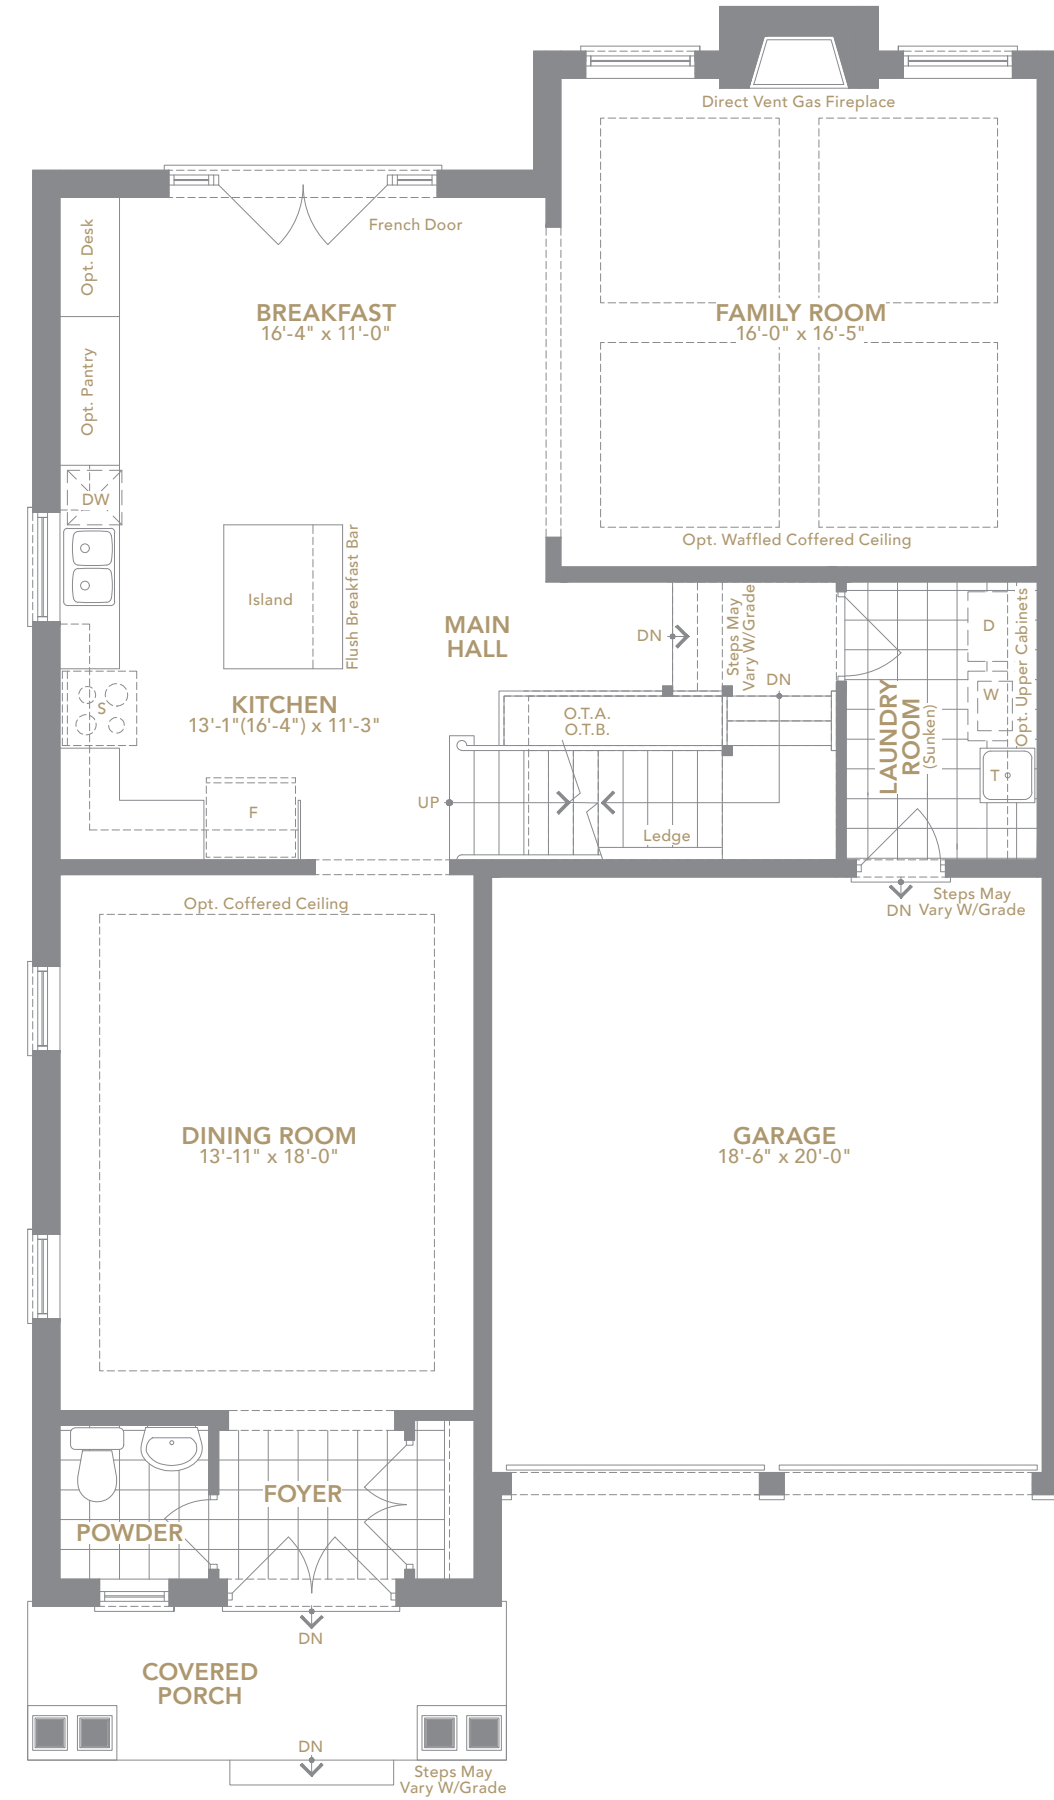 Direct Vent Gas Fireplace
French Door
Opt. Desk
BREAKFAST
16'-4" x 11'-0"
FAMILY ROOM
16'-0" x 16'-5"
Opt. Pantry
DW
Opt. Waffled Coffered Ceiling
Island
Flush Breakfast Bar
MAIN
HALL
DN
Steps May
Vary W/Grade
DN
D
W
Opt. Upper Cabinets
LAUNDRY
ROOM
(Sunken)
T
KITCHEN
13'-1"(16'-4") x 11'-3"
S
O.T.A.
O.T.B.
UP
F
Ledge
Steps May
Vary W/Grade
DN
Opt. Coffered Ceiling
DINING ROOM
13'-11" x 18'-0"
GARAGE
18'-6" x 20'-0"
FOYER
POWDER
DN
COVERED
PORCH
DN
Steps May
Vary W/Grade